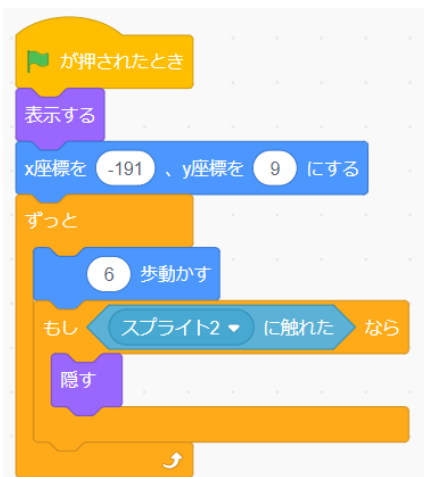 が押されたとき
表示する
x座標を -191 、y座標を 9 にする
ずっと
6 歩動かす
もし スプライト2 に触れた なら
隠す